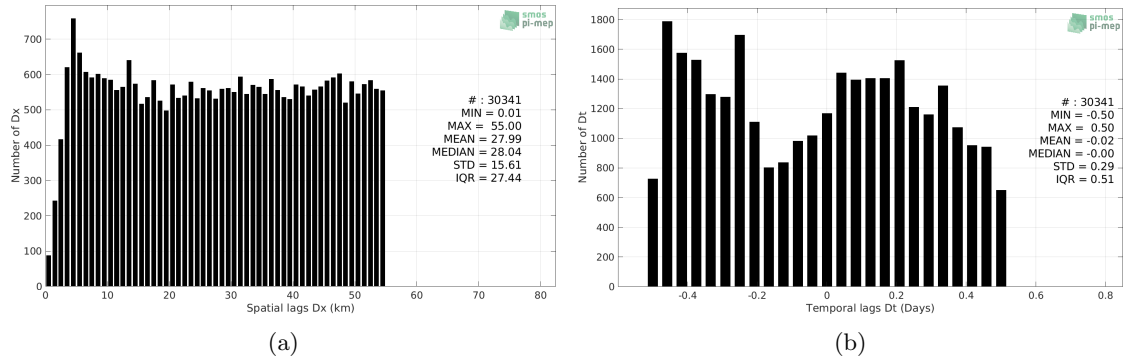 smos
pi-mep
800
700
600
500
400
300
200
100
0
Number of Dx
# : 30341
MIN = 0.01
MAX = 55.00
MEAN = 27.99
MEDIAN = 28.04
STD = 15.61
IQR = 27.44
0 10 20 30 40 50 60 70 80
Spatial lags Dx (km)
(a)
smos
pi-mep
1800
1600
1400
1200
1000
800
600
400
200
0
Number of Dt
# : 30341
MIN = -0.50
MAX = 0.50
MEAN = -0.02
MEDIAN = -0.00
STD = 0.29
IQR = 0.51
-0.4 -0.2 0 0.2 0.4 0.6 0.8
Temporal lags Dt (Days)
(b)